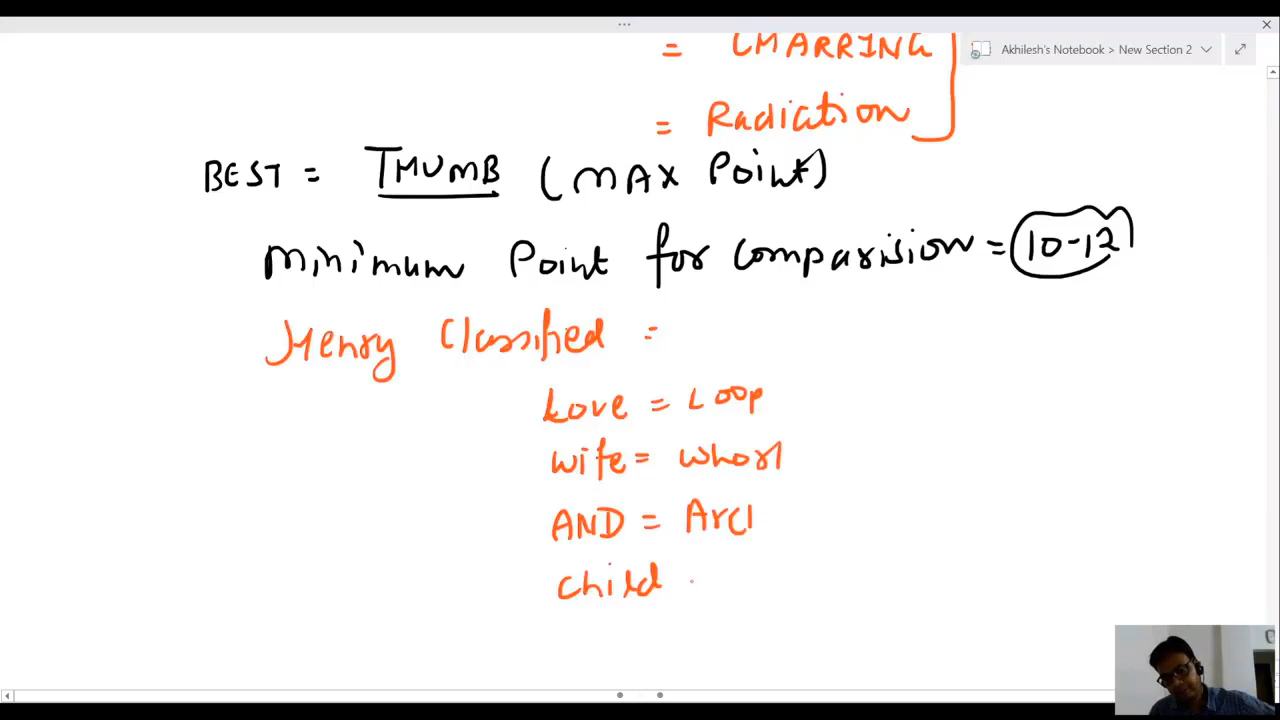 = CHARRING
Akhilesh's Notebook > New Section 2
= Radiation
BEST = THUMB (MAX Point)
Minimum Point for comparision = 10-12
Henry Classified =
Love = Loop
wife = whorl
AND = Arch
child